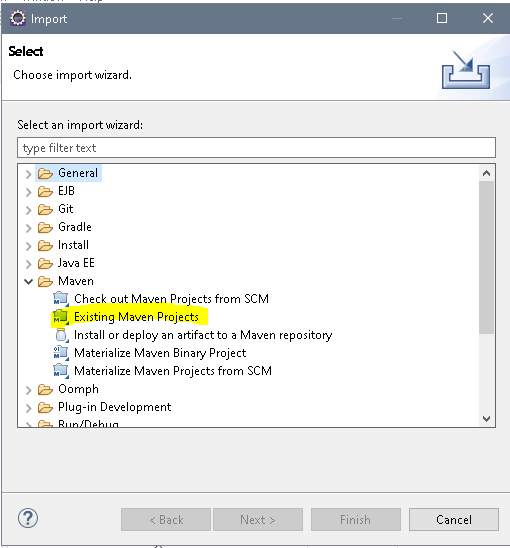 Import
Select
Choose import wizard.
Select an import wizard:
type filter text
General
EJB
Git
Gradle
Install
Java EE
Maven
Check out Maven Projects from SCM
Existing Maven Projects
Install or deploy an artifact to a Maven repository
Materialize Maven Binary Project
Materialize Maven Projects from SCM
Oomph
Plug-in Development
Run/Debug
< Back Next > Finish Cancel